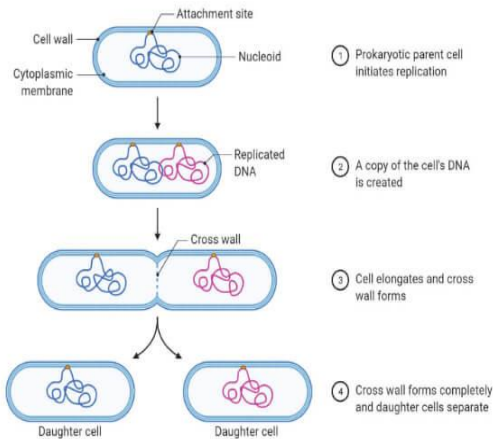 Attachment site
Cell wall
Nucleoid
Cytoplasmic
membrane
1 Prokaryotic parent cell
initiates replication
Replicated
DNA
2 A copy of the cell's DNA
is created
Cross wall
3 Cell elongates and cross
wall forms
4 Cross wall forms completely
and daughter cells separate
Daughter cell
Daughter cell